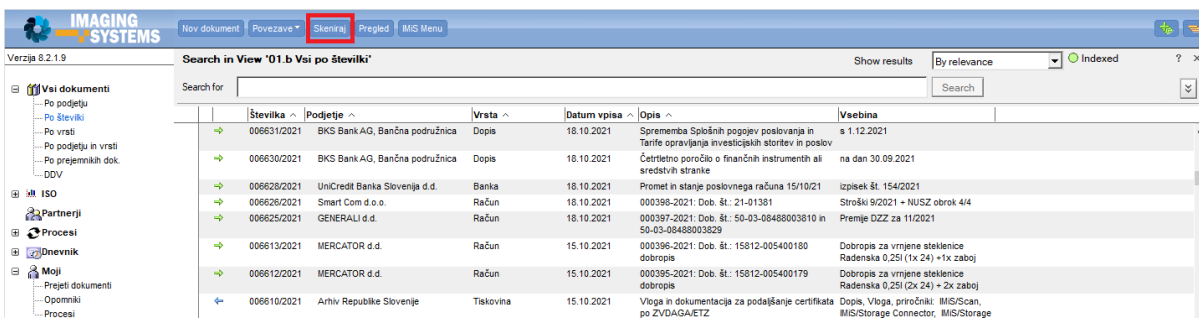 IMAGING
SYSTEMS
Nov dokument Povezave Skeniraj Pregled IMiS Menu
Verzija 8.2.1.9
Search in View '01.b Vsi po številki'
Show results By relevance Indexed ? ×
Search for Search
Vsi dokumenti
Po podjetju
Po številki
Po vrsti
Po podjetju in vrsti
Po prejemnikih dok.
DDV
ISO
Partnerji
Procesi
Dnevnik
Moji
Prejeti dokumenti
Opomniki
Procesi
Številka Podjetje Vrsta Datum vpisa Opis Vsebina
006631/2021 BKS Bank AG, Bančna podružnica Dopis 18.10.2021 Sprememba Splošnih pogojev poslovanja in s 1.12.2021
Tarife opravljanja investicijskih storitev in poslov
006630/2021 BKS Bank AG, Bančna podružnica Dopis 18.10.2021 Četrtletno poročilo o finančnih instrumentih ali na dan 30.09.2021
sredstvih stranke
006628/2021 UniCredit Banka Slovenija d.d. Banka 18.10.2021 Promet in stanje poslovnega računa 15/10/21 izpisek št. 154/2021
006626/2021 Smart Com d.o.o. Račun 18.10.2021 000398-2021: Dob. št.: 21-01381 Stroški 9/2021 + NUSZ obrok 4/4
006625/2021 GENERALI d.d. Račun 18.10.2021 000397-2021: Dob. št.: 50-03-08488003810 in Premije DZZ za 11/2021
50-03-08488003829
006613/2021 MERCATOR d.d. Račun 15.10.2021 000396-2021: Dob. št.: 15812-005400180 Dobropis za vrnjene steklenice
dobropis Radenska 0,25l (1x 24) +1x zaboj
006612/2021 MERCATOR d.d. Račun 15.10.2021 000395-2021: Dob. št.: 15812-005400179 Dobropis za vrnjene steklenice
dobropis Radenska 0,25l (2x 24) + 2x zaboj
006610/2021 Arhiv Republike Slovenije Tiskovina 15.10.2021 Vloga in dokumentacija za podaljšanje certifikata Dopis, Vloga, priročniki: IMiS/Scan,
po ZVDAGA/ETZ IMiS/Storage Connector, IMiS/Storage